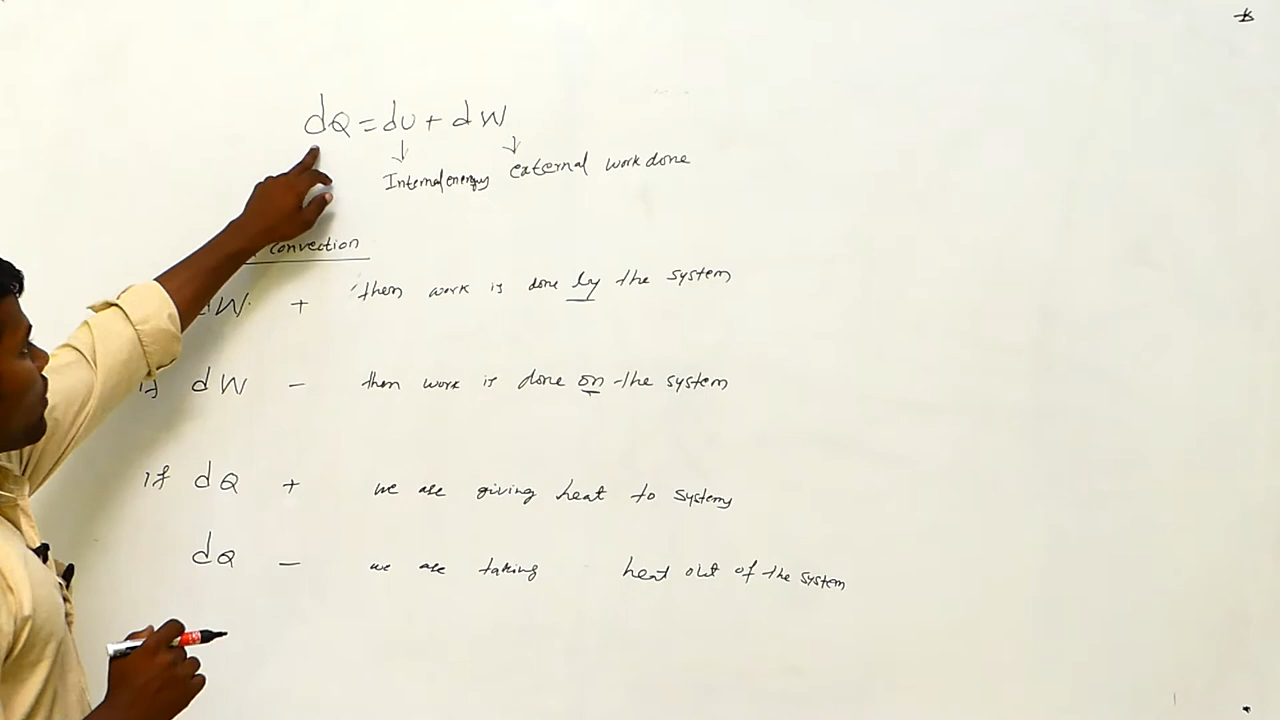 dQ = dU + dW
↓ ↓
Internal energy external work done
convection
dW + then work is done by the system
if dW - then work is done on the system
if dQ + we are giving heat to systems
dQ - we are taking heat out of the system